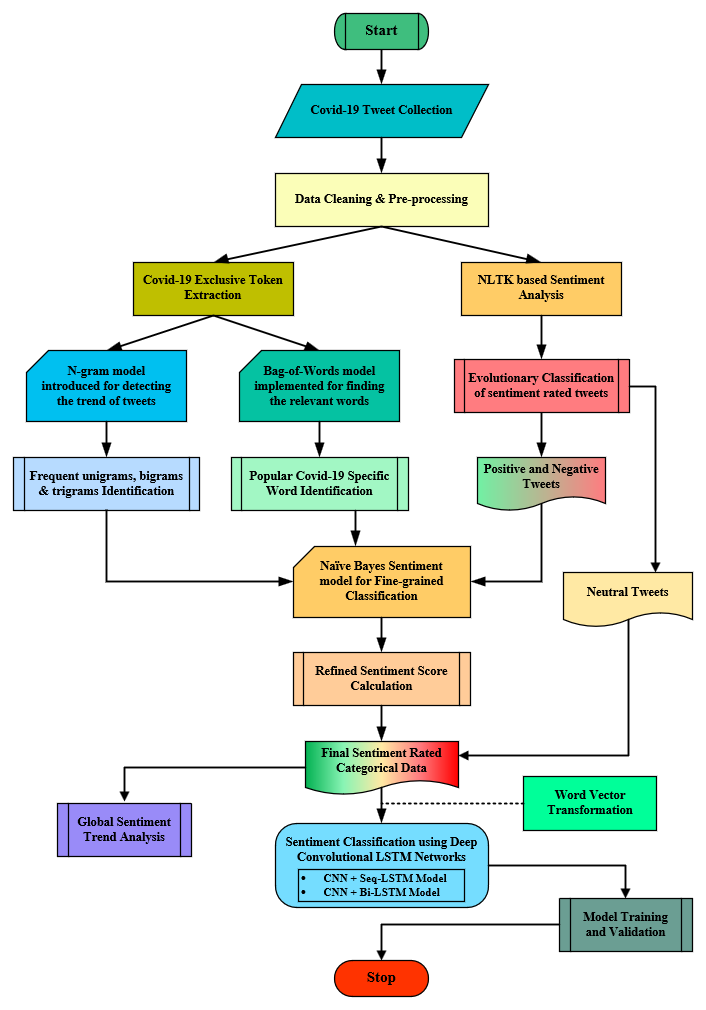 Start
Covid-19 Tweet Collection
Data Cleaning & Pre-processing
Covid-19 Exclusive Token
Extraction
NLTK based Sentiment
Analysis
N-gram model
introduced for detecting
the trend of tweets
Bag-of-Words model
implemented for finding
the relevant words
Evolutionary Classification
of sentiment rated tweets
Frequent unigrams, bigrams
& trigrams Identification
Popular Covid-19 Specific
Word Identification
Positive and Negative
Tweets
Naïve Bayes Sentiment
model for Fine-grained
Classification
Neutral Tweets
Refined Sentiment Score
Calculation
Final Sentiment Rated
Categorical Data
Word Vector
Transformation
Global Sentiment
Trend Analysis
Sentiment Classification using Deep
Convolutional LSTM Networks
• CNN + Seq-LSTM Model
• CNN + Bi-LSTM Model
Model Training
and Validation
Stop